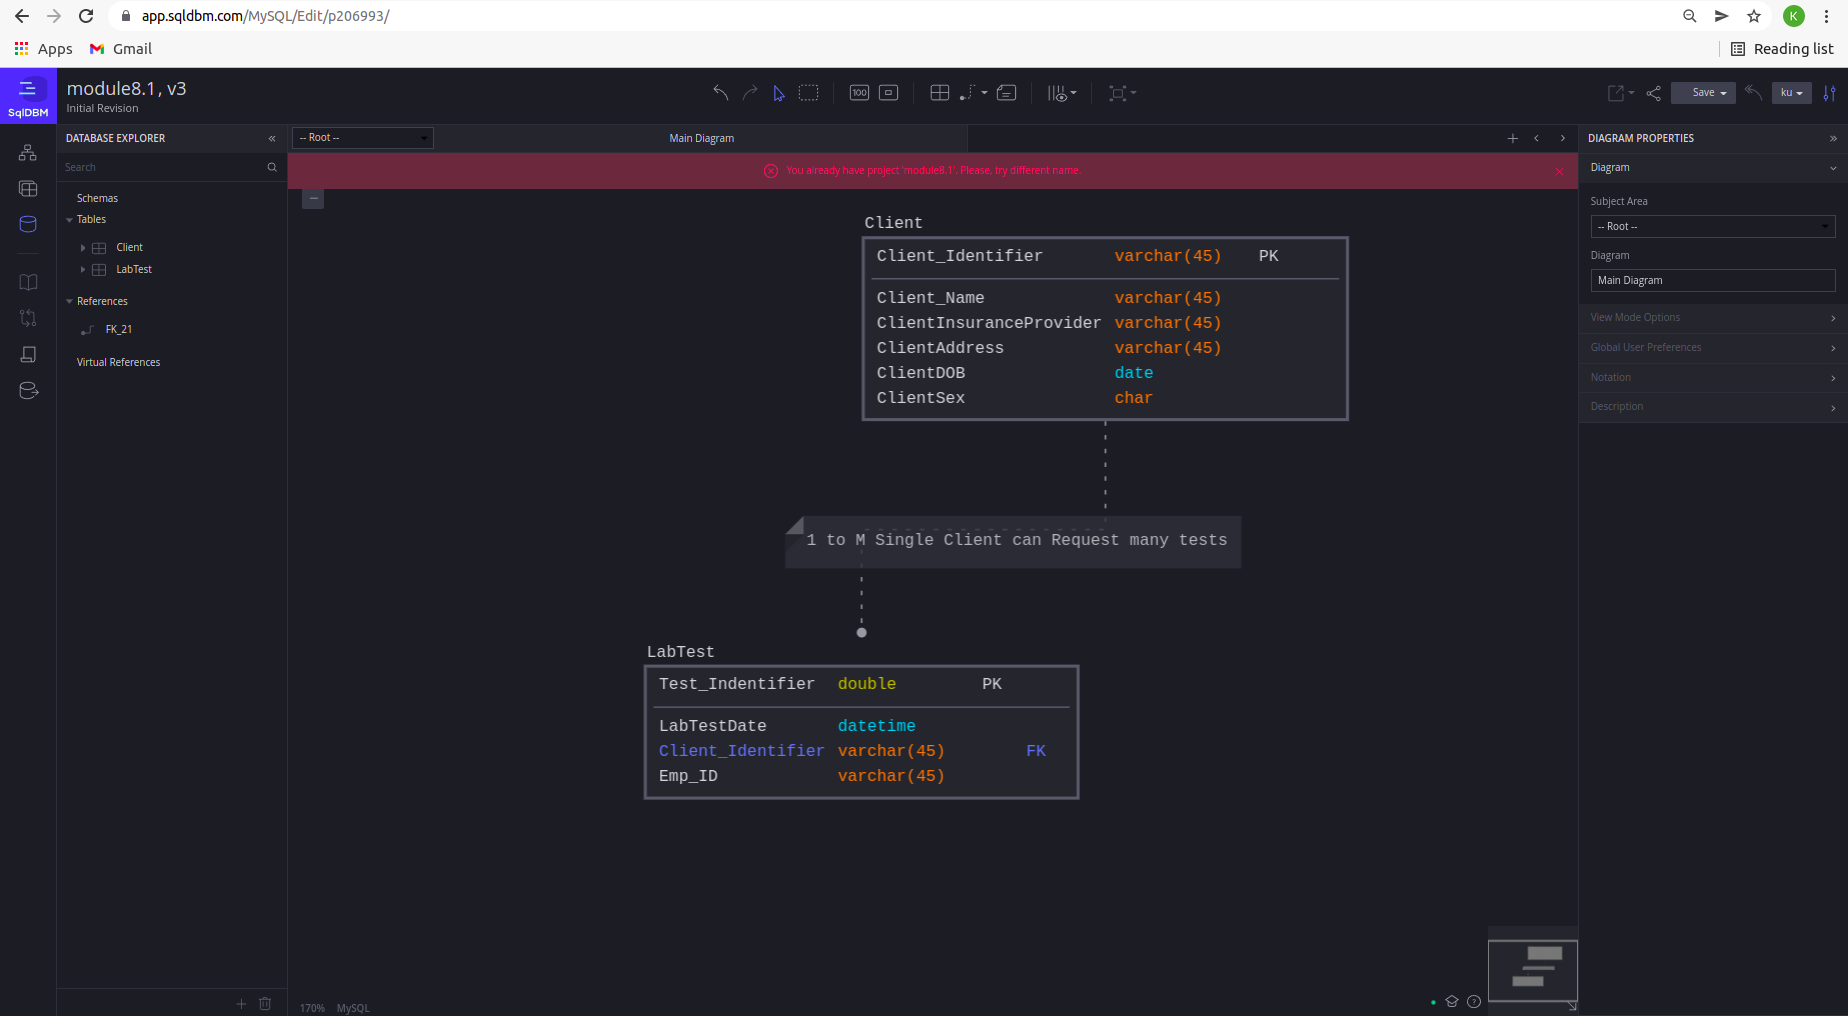 app.sqldbm.com/MySQL/Edit/p206993/
K
Apps
Gmail
Reading list
SqlDBM
module8.1, v3
Initial Revision
100
Save
ku
DATABASE EXPLORER
Search
Schemas
Tables
Client
LabTest
References
FK_21
Virtual References
-- Root --
Main Diagram
You already have project 'module8.1'. Please, try different name.
Client
Client_Identifier varchar(45) PK
Client_Name varchar(45)
ClientInsuranceProvider varchar(45)
ClientAddress varchar(45)
ClientDOB date
ClientSex char
1 to M Single Client can Request many tests
LabTest
Test_Indentifier double PK
LabTestDate datetime
Client_Identifier varchar(45) FK
Emp_ID varchar(45)
170% MySQL
DIAGRAM PROPERTIES
Diagram
Subject Area
-- Root --
Diagram
Main Diagram
View Mode Options
Global User Preferences
Notation
Description